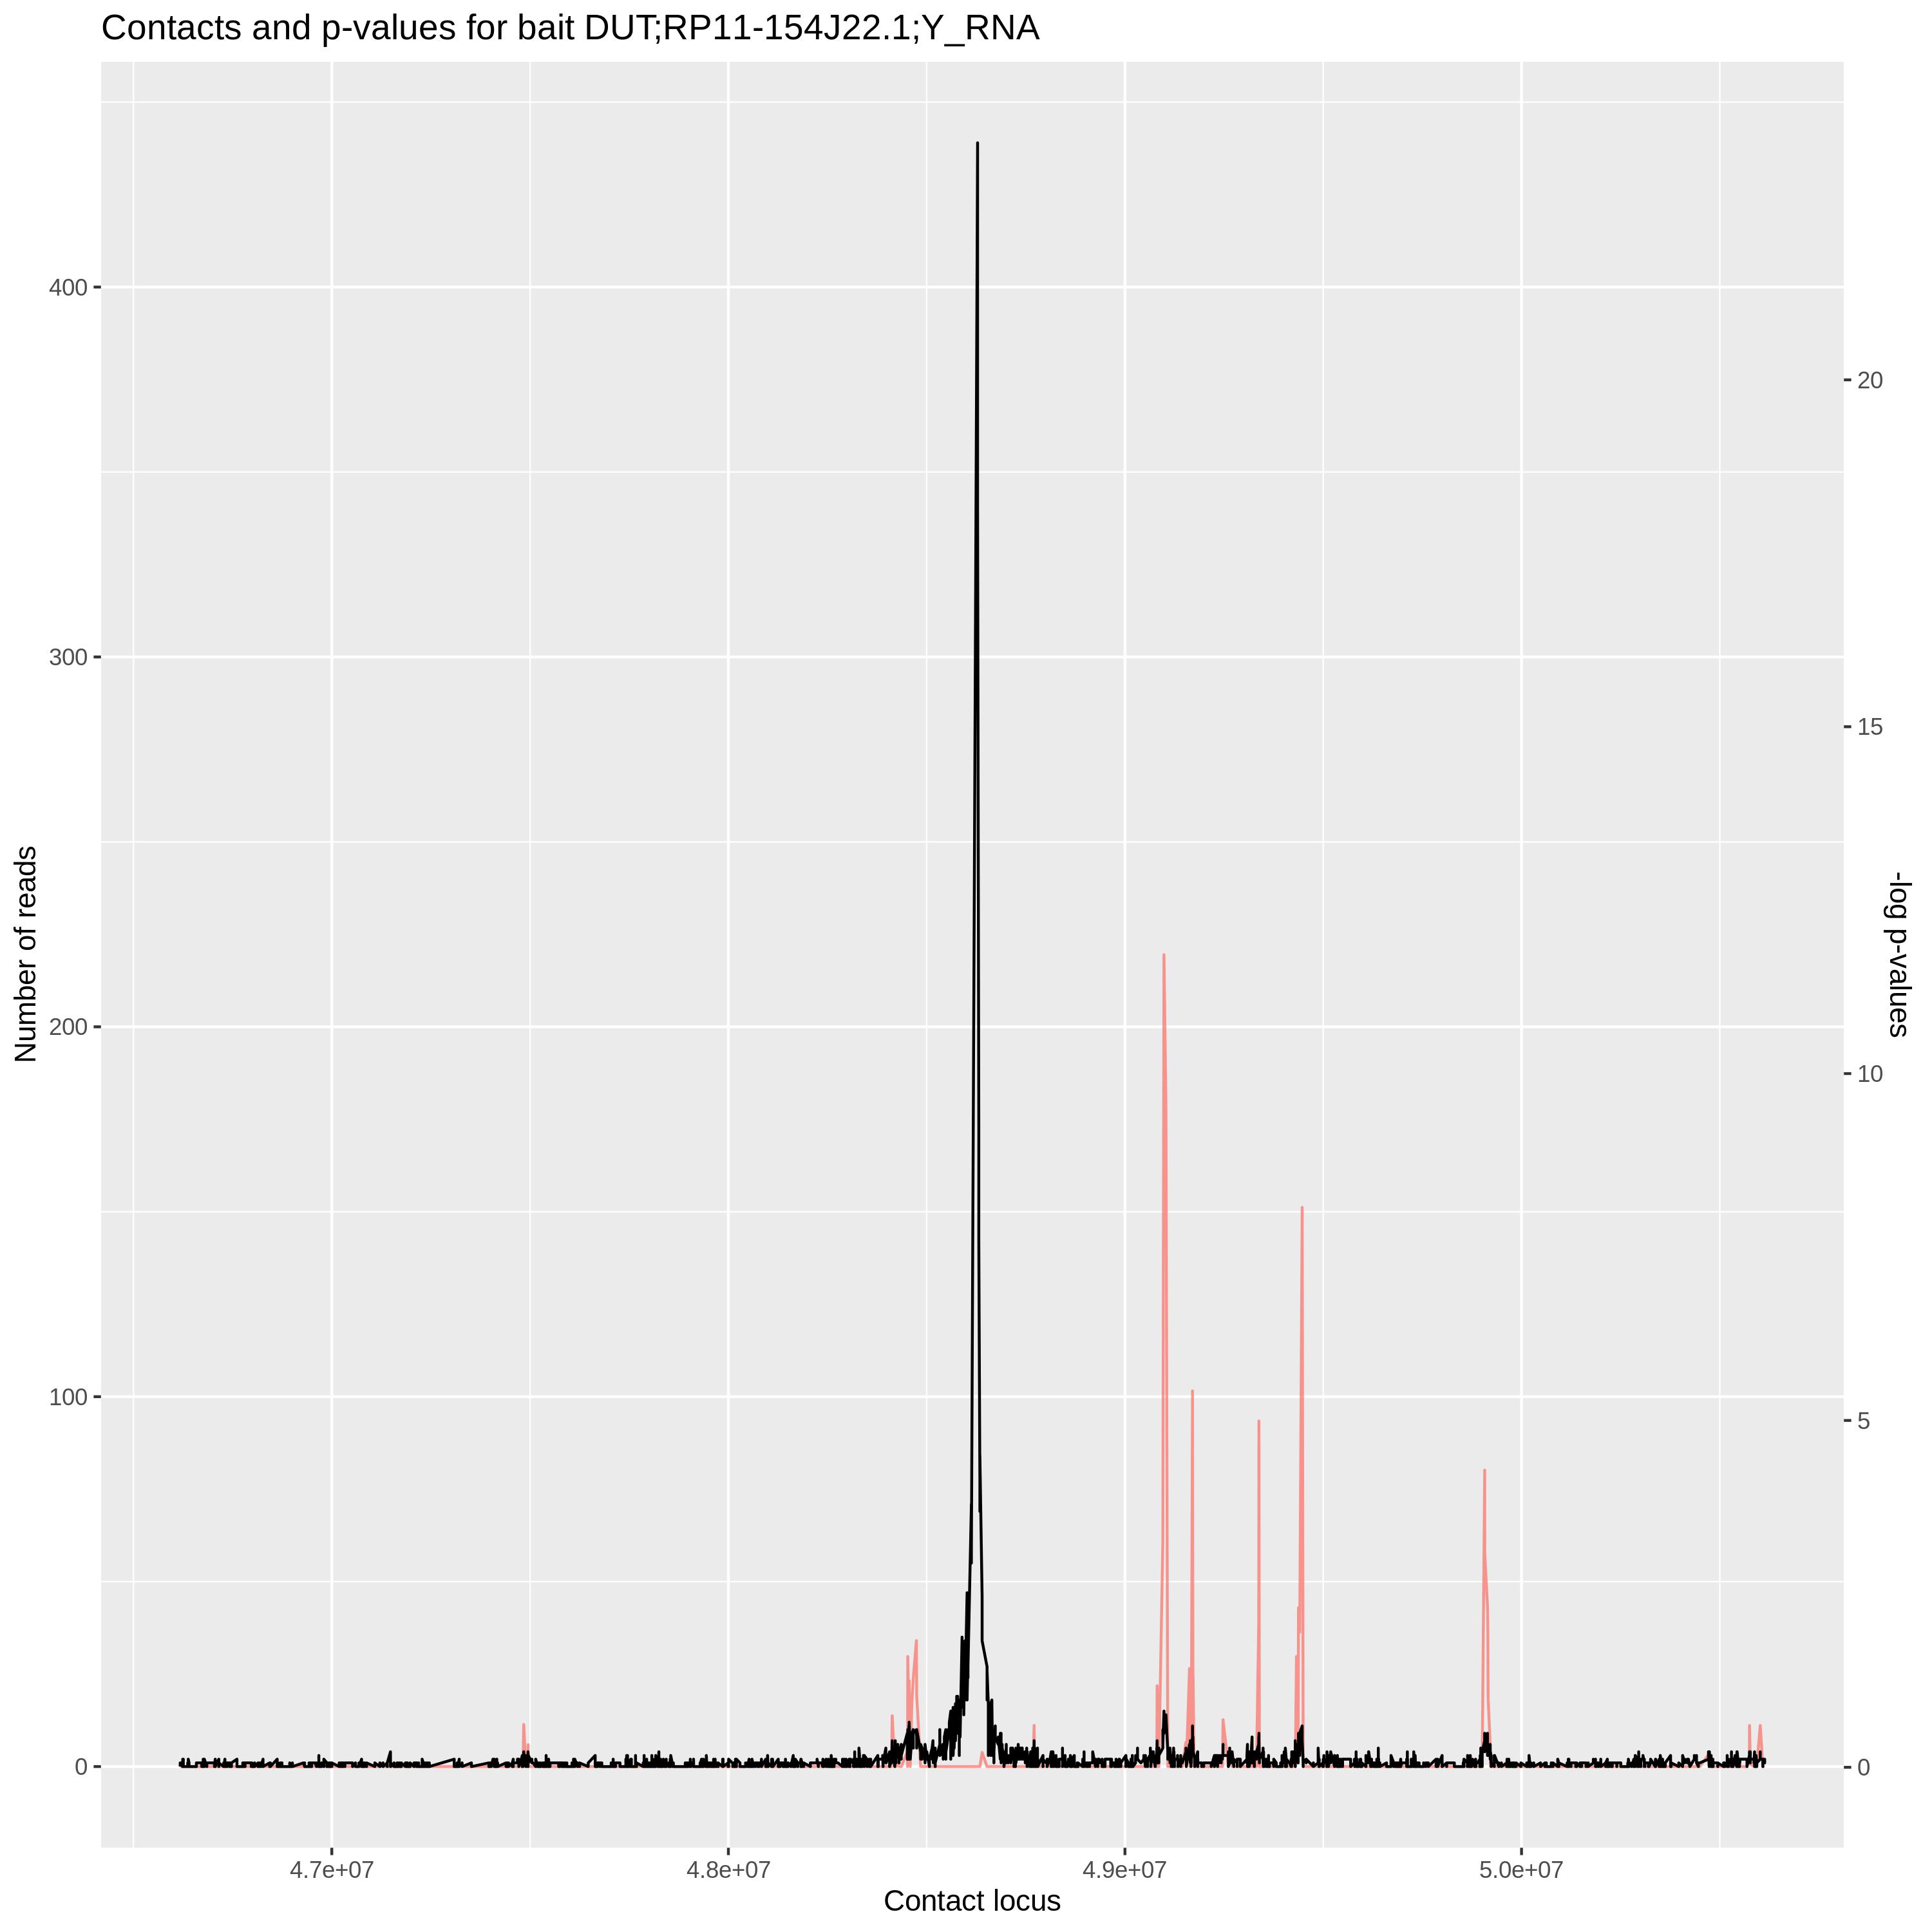 Contacts and p-values for bait DUT;RP11-154J22.1;Y_RNA
400
300
200
100
0
Number of reads
20
15
10
5
0
-log p-values
4.7e+07
4.8e+07
4.9e+07
5.0e+07
Contact locus